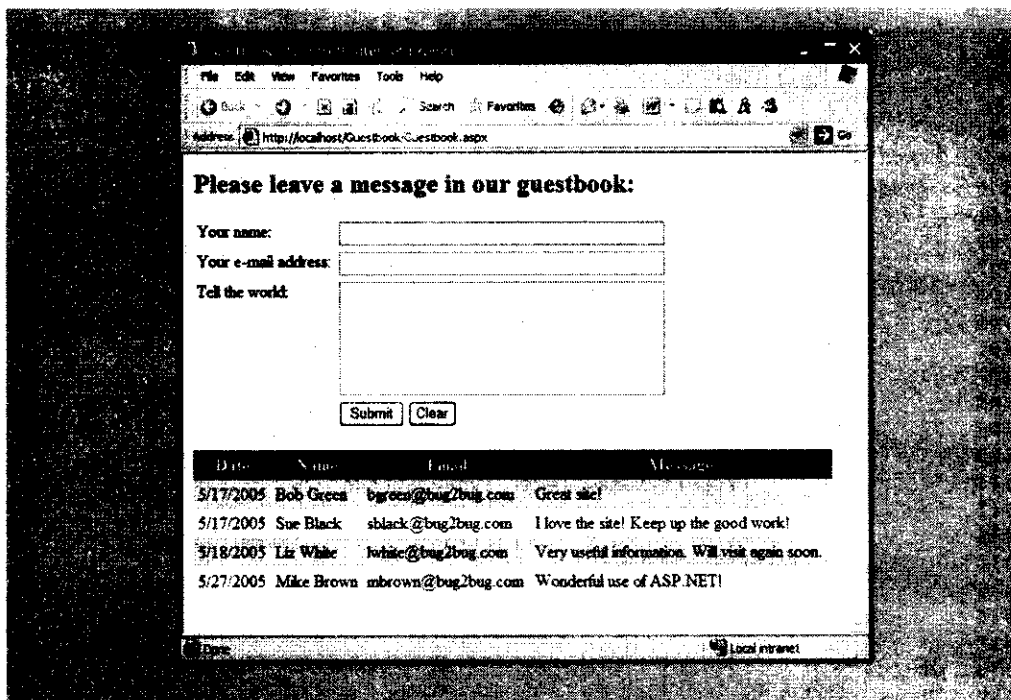 File Edit View Favorites Tools Help
Back Search Favorites
Address http://localhost/Guestbook/Guestbook.aspx Go
Please leave a message in our guestbook:
Your name:
Your e-mail address:
Tell the world:
Submit Clear
Date Name Email Message
5/17/2005 Bob Green bgreen@bug2bug.com Great site!
5/17/2005 Sue Black sblack@bug2bug.com I love the site! Keep up the good work!
5/18/2005 Liz White lwhite@bug2bug.com Very useful information. Will visit again soon.
5/27/2005 Mike Brown mbrown@bug2bug.com Wonderful use of ASP.NET!
Done Local intranet